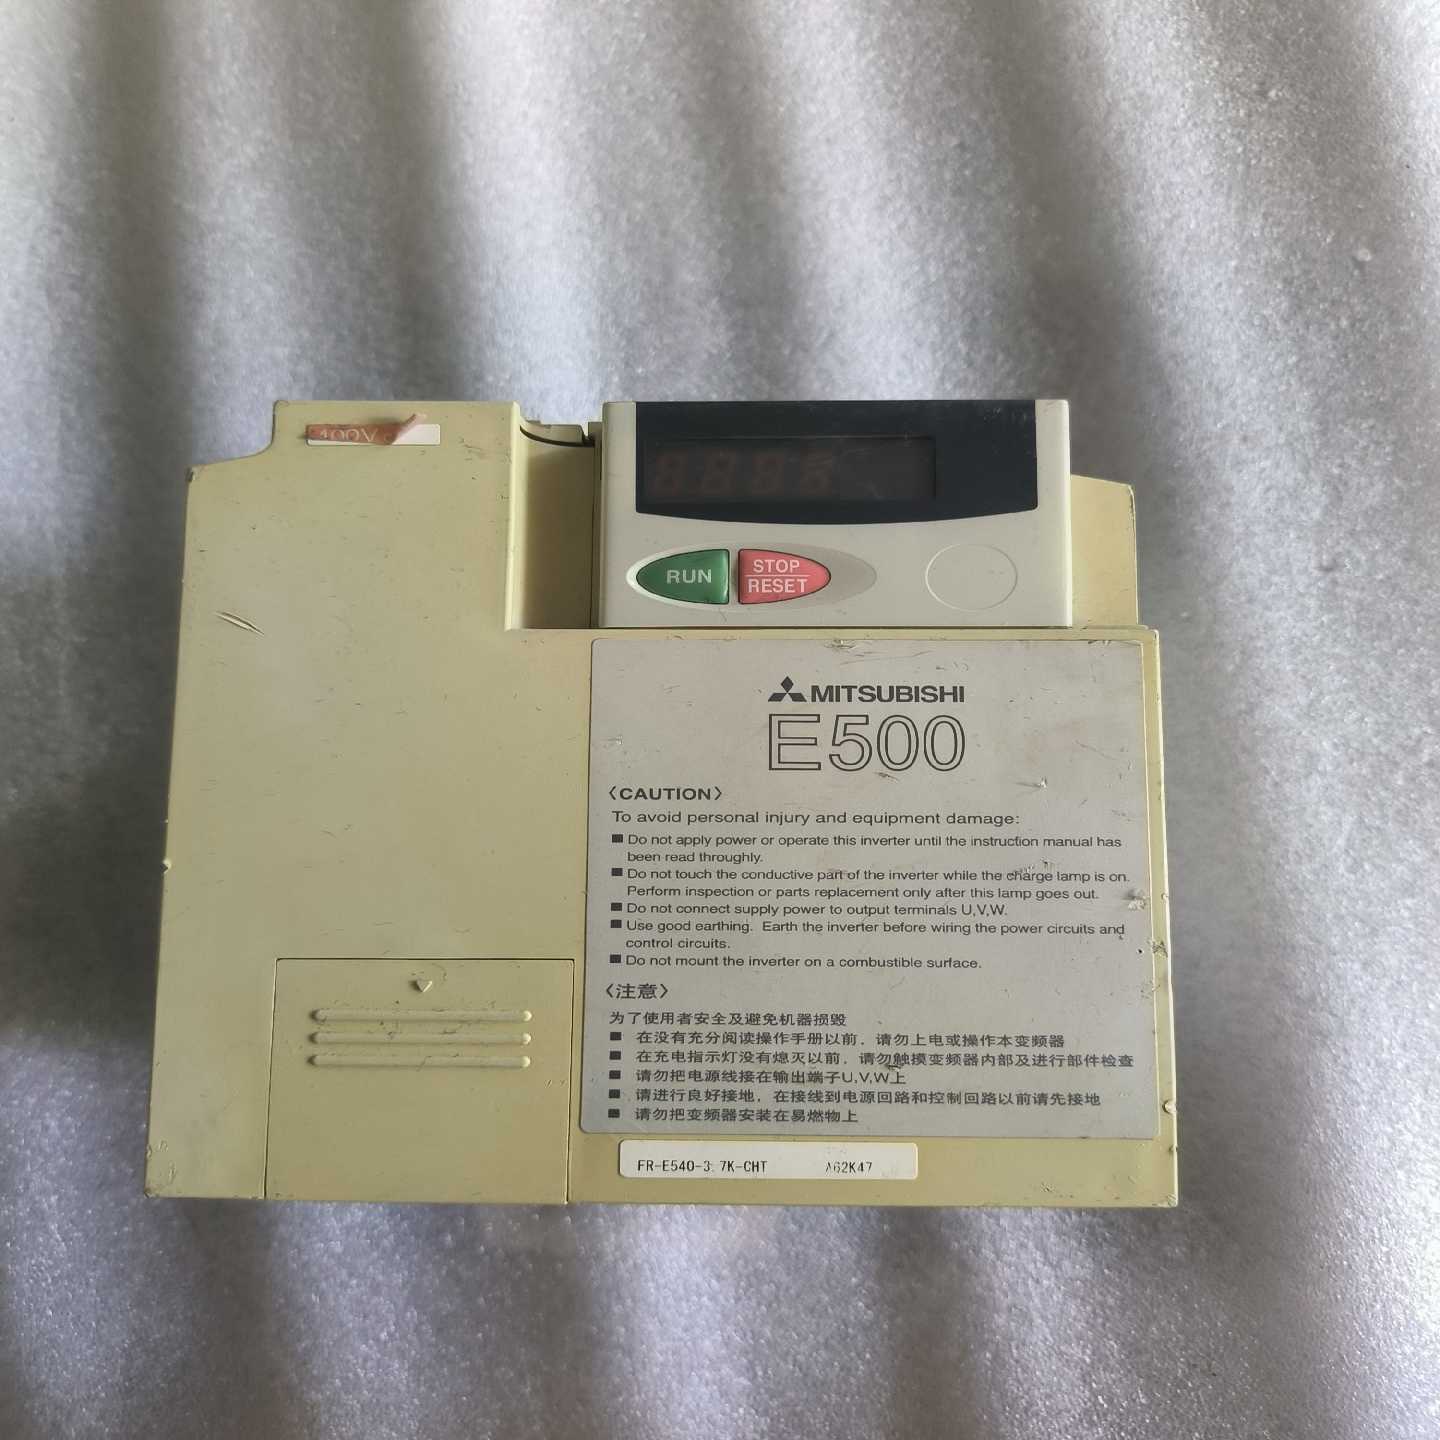 400V
RUN
STOP
RESET
MITSUBISHI
E500
〈CAUTION〉
To avoid personal injury and equipment damage:
■ Do not apply power or operate this inverter until the instruction manual has
been read throughly.
■ Do not touch the conductive part of the inverter while the charge lamp is on.
Perform inspection or parts replacement only after this lamp goes out.
■ Do not connect supply power to output terminals U,V,W.
■ Use good earthing. Earth the inverter before wiring the power circuits and
control circuits.
■ Do not mount the inverter on a combustible surface.
〈注意〉
为了使用者安全及避免机器损毁
■ 在没有充分阅读操作手册以前，请勿上电或操作本变频器
■ 在充电指示灯没有熄灭以前，请勿触摸变频器内部及进行部件检查
■ 请勿把电源线接在输出端子U,V,W上
■ 请进行良好接地，在接线到电源回路和控制回路以前请先接地
■ 请勿把变频器安装在易燃物上
FR-E540-3.7K-CHT A62K47